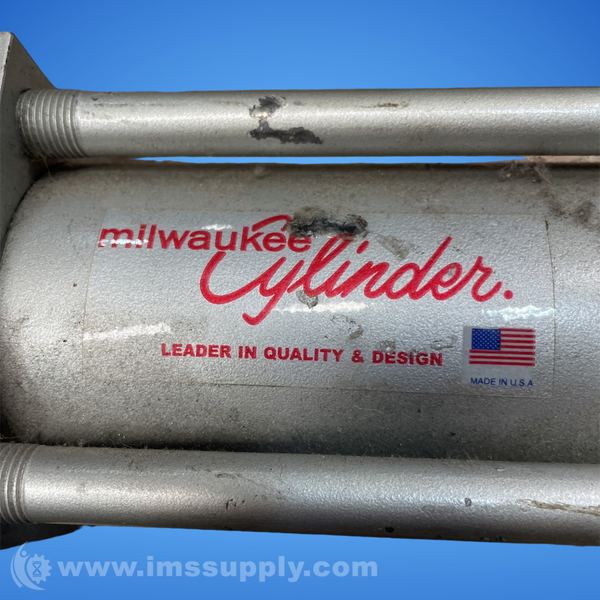 milwaukee
Cylinder.
LEADER IN QUALITY & DESIGN
MADE IN U.S.A
www.imssupply.com